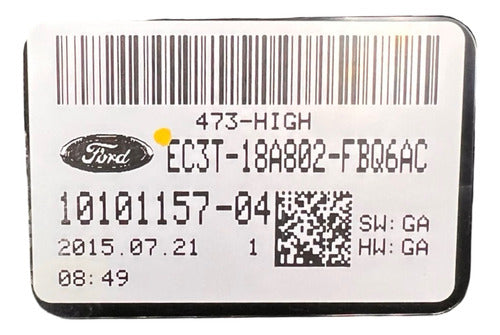 473-HIGH
Ford EC3T-18A802-FBQ6AC
10101157-04
SW:GA
2015.07.21 1 HW:GA
08:49